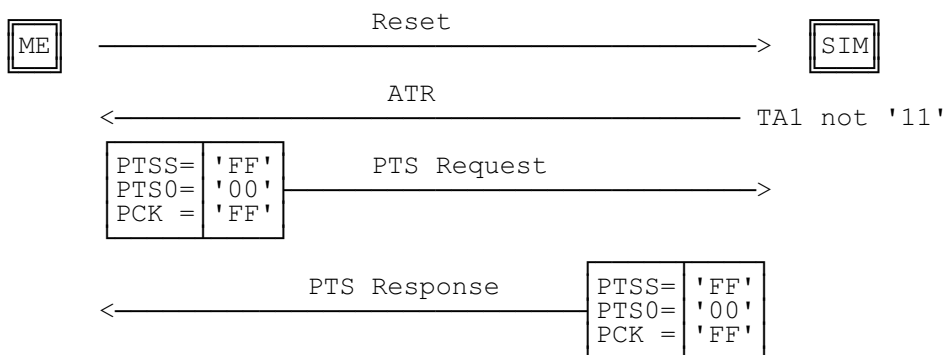 Reset
ME SIM
ATR
TA1 not '11'
PTSS= 'FF'
PTS0= '00'
PCK = 'FF'
PTS Request
PTS Response
PTSS= 'FF'
PTS0= '00'
PCK = 'FF'